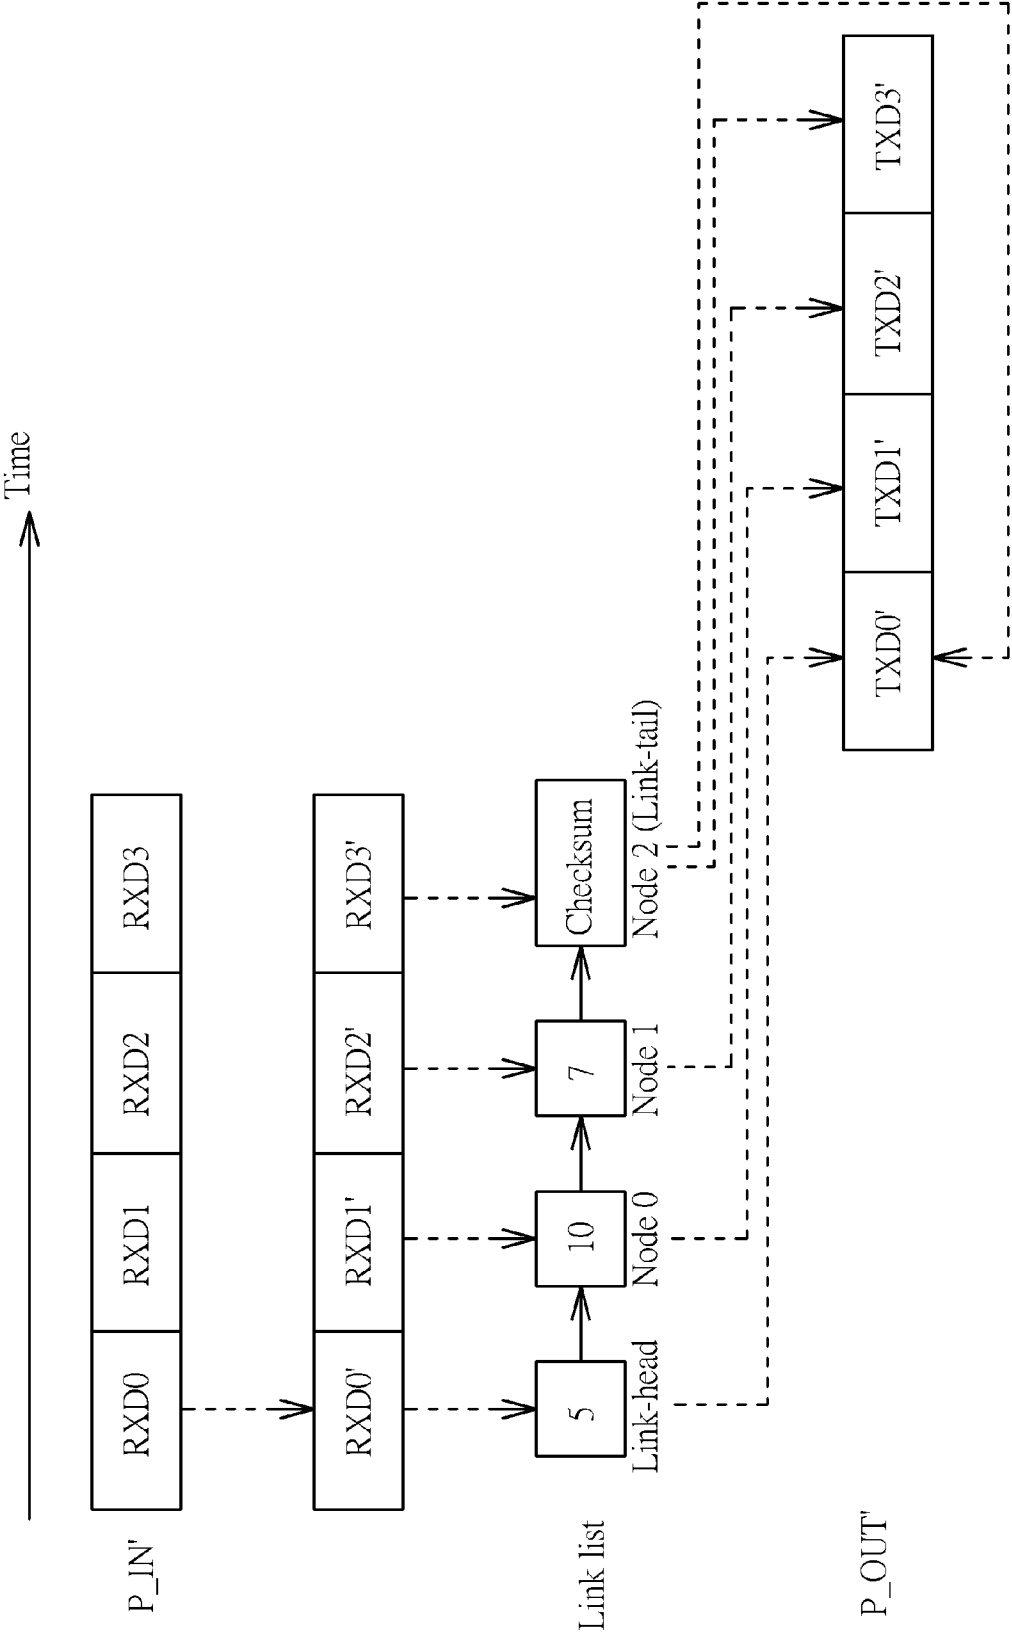 Time
P_IN'
RXD0
RXD1
RXD2
RXD3
RXD0'
RXD1'
RXD2'
RXD3'
Link list
5
10
7
Checksum
Link-head
Node 0
Node 1
Node 2 (Link-tail)
P_OUT'
TXD0'
TXD1'
TXD2'
TXD3'